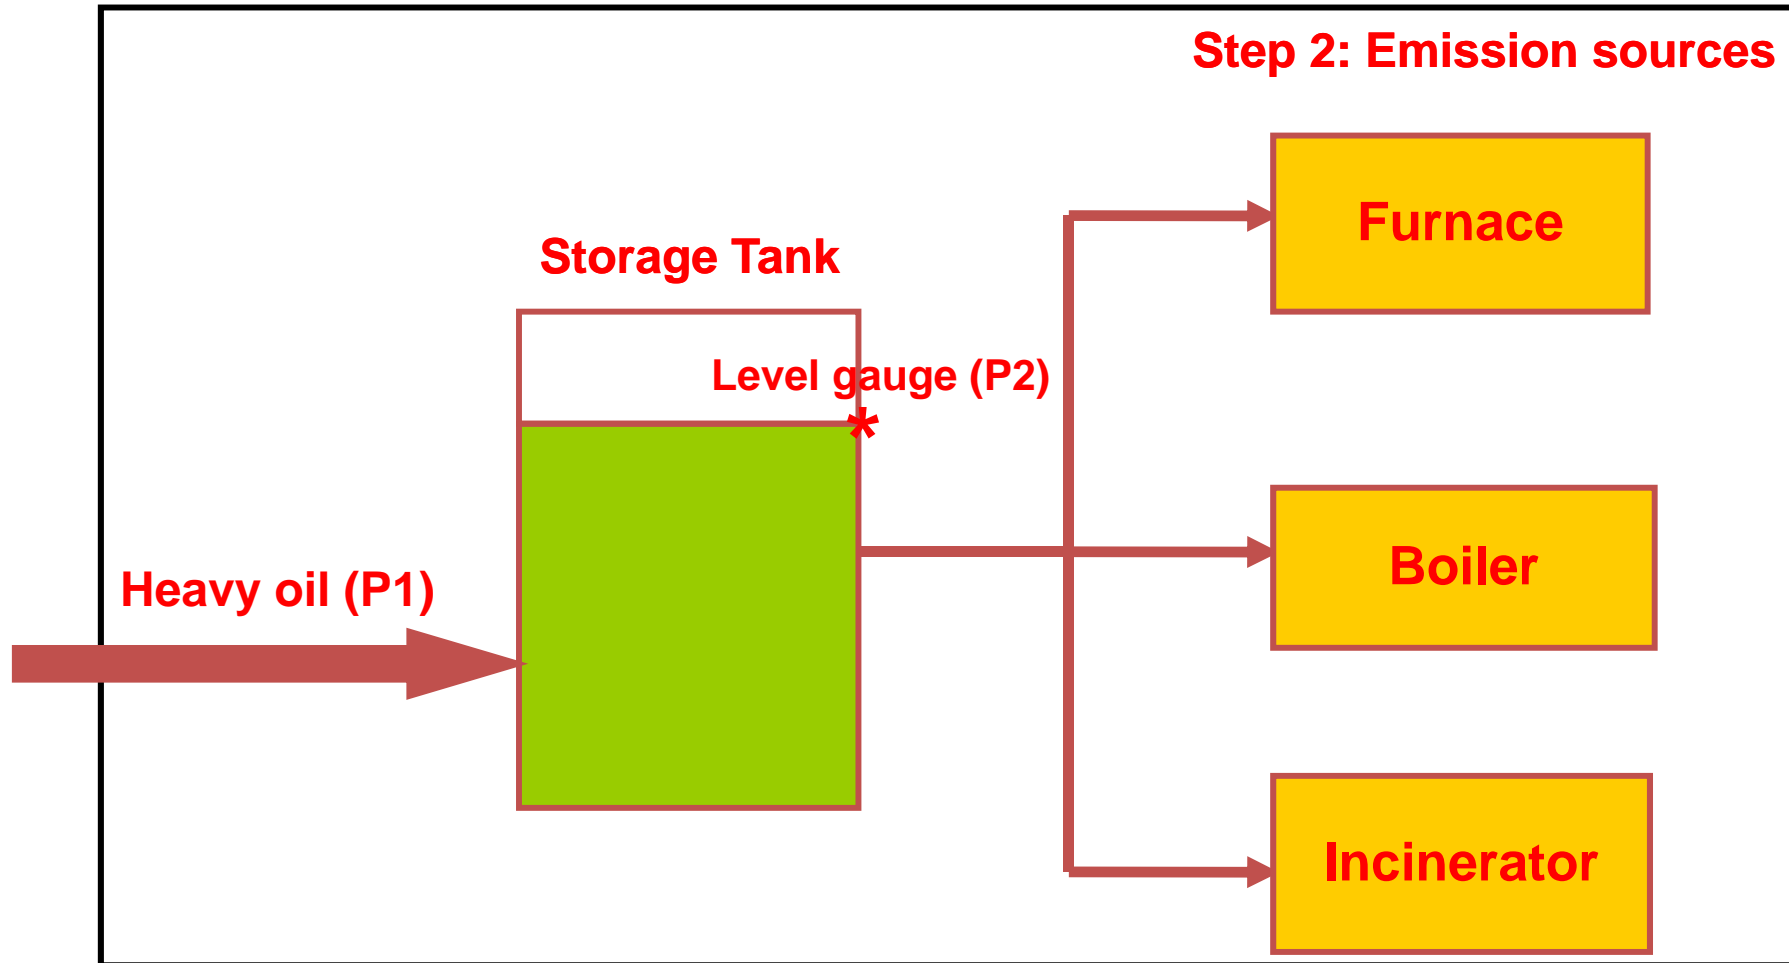 Step 2: Emission sources
Furnace
Storage Tank
Level gauge (P2)
*
Boiler
Heavy oil (P1)
Incinerator